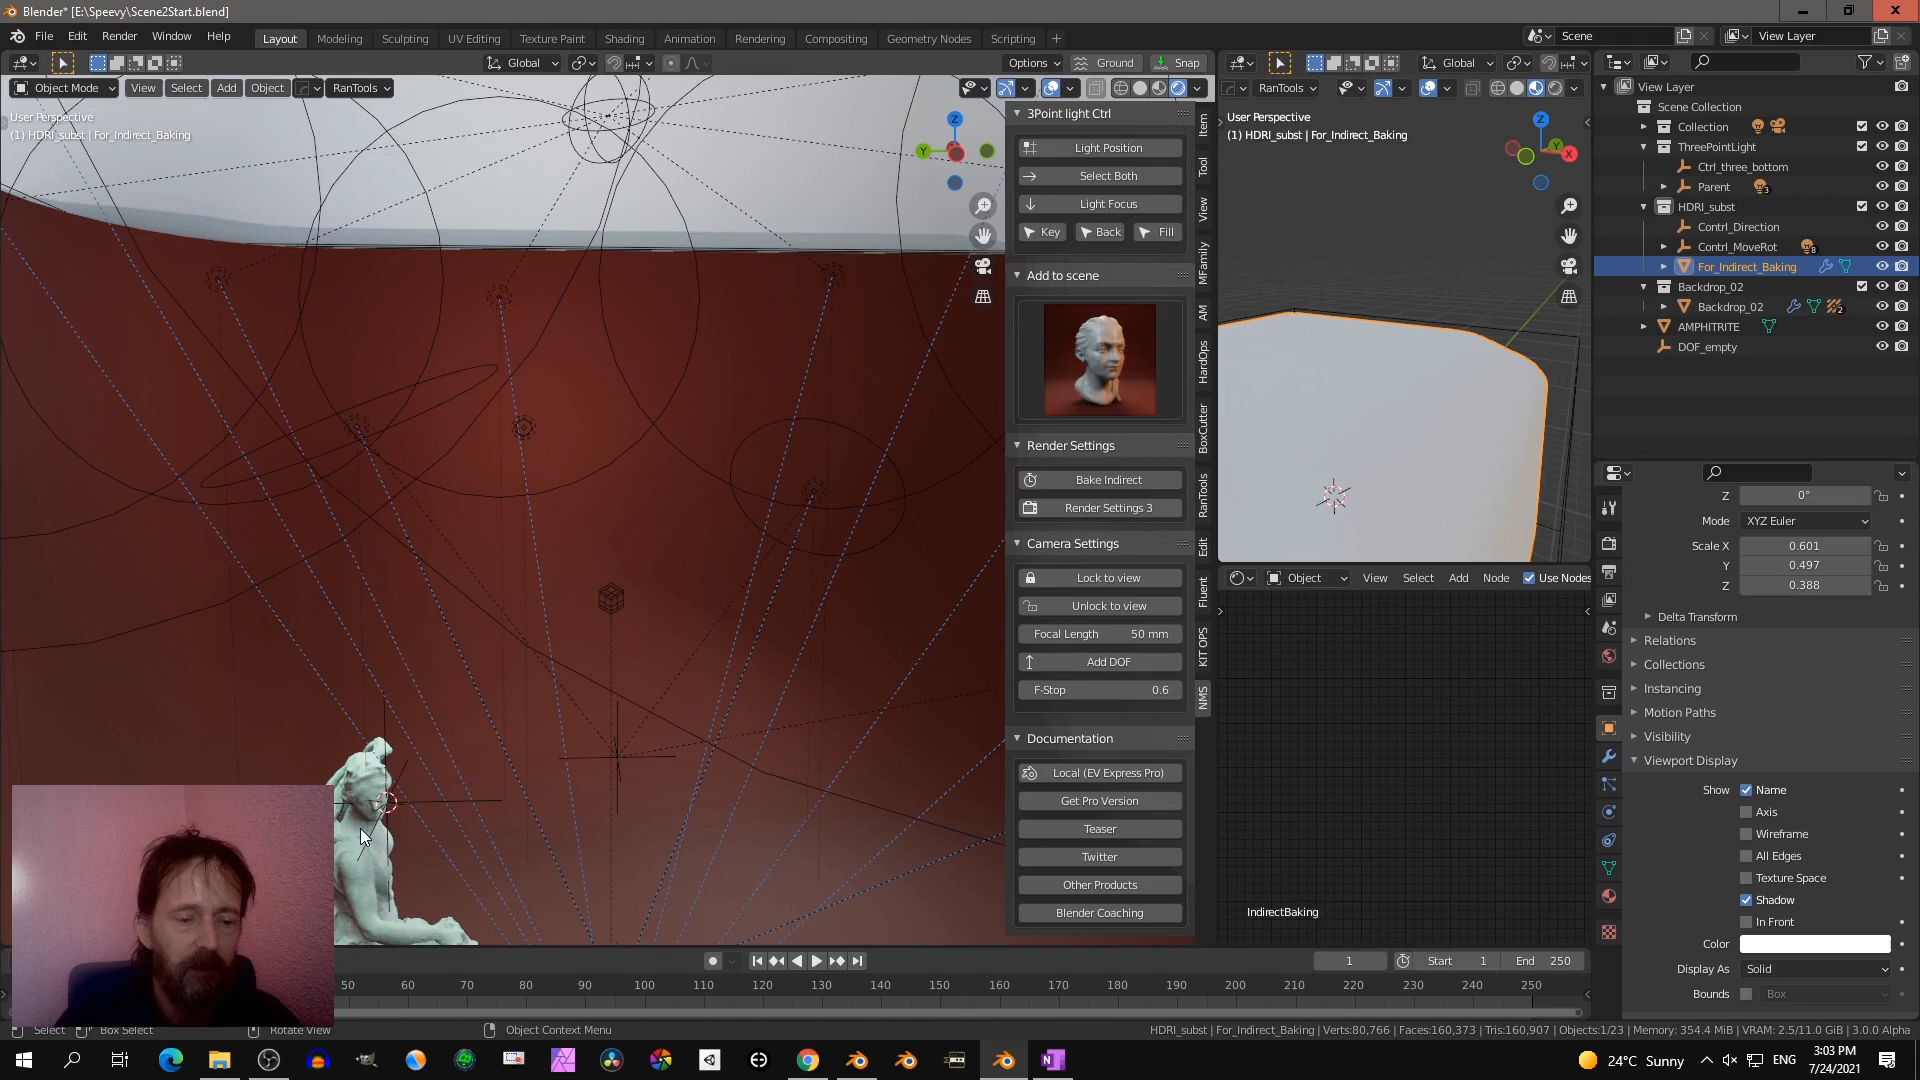 Blender* [E:\Speevy\Scene2Start.blend]
File Edit Render Window Help
Layout Modeling Sculpting UV Editing Texture Paint Shading Animation Rendering Compositing Geometry Nodes Scripting +
Scene
View Layer
Global
Options
Ground
Snap
Object Mode View Select Add Object RanTools
User Perspective
(1) HDRI_subst | For_Indirect_Baking
Z
Y
3Point light Ctrl
Light Position
Select Both
Light Focus
Key Back Fill
Add to scene
Render Settings
Bake Indirect
Render Settings 3
Camera Settings
Lock to view
Unlock to view
Focal Length 50 mm
Add DOF
F-Stop 0.6
Documentation
Local (EV Express Pro)
Get Pro Version
Teaser
Twitter
Other Products
Blender Coaching
Item
Tool
View
MFamily
AM
HardOps
BoxCutter
RanTools
Edit
Fluent
KIT OPS
NMS
Global
RanTools
User Perspective
(1) HDRI_subst | For_Indirect_Baking
Z
Y
X
Object View Select Add Node Use Nodes
IndirectBaking
View Layer
Scene Collection
Collection
ThreePointLight
Ctrl_three_bottom
Parent 3
HDRI_subst
Contrl_Direction
Contrl_MoveRot 8
For_Indirect_Baking
Backdrop_02
Backdrop_02 2
AMPHITRITE
DOF_empty
Z 0°
Mode XYZ Euler
Scale X 0.601
Y 0.497
Z 0.388
Delta Transform
Relations
Collections
Instancing
Motion Paths
Visibility
Viewport Display
Show Name
Axis
Wireframe
All Edges
Texture Space
Shadow
In Front
Color
Display As Solid
Bounds Box
1 Start 1 End 250
50 60 70 80 90 100 110 120 130 140 150 160 170 180 190 200 210 220 230 240 250
Select Box Select Rotate View Object Context Menu
HDRI_subst | For_Indirect_Baking | Verts:80,766 | Faces:160,373 | Tris:160,907 | Objects:1/23 | Memory: 354.4 MiB | VRAM: 2.5/11.0 GiB | 3.0.0 Alpha
24°C Sunny
ENG
3:03 PM
7/24/2021